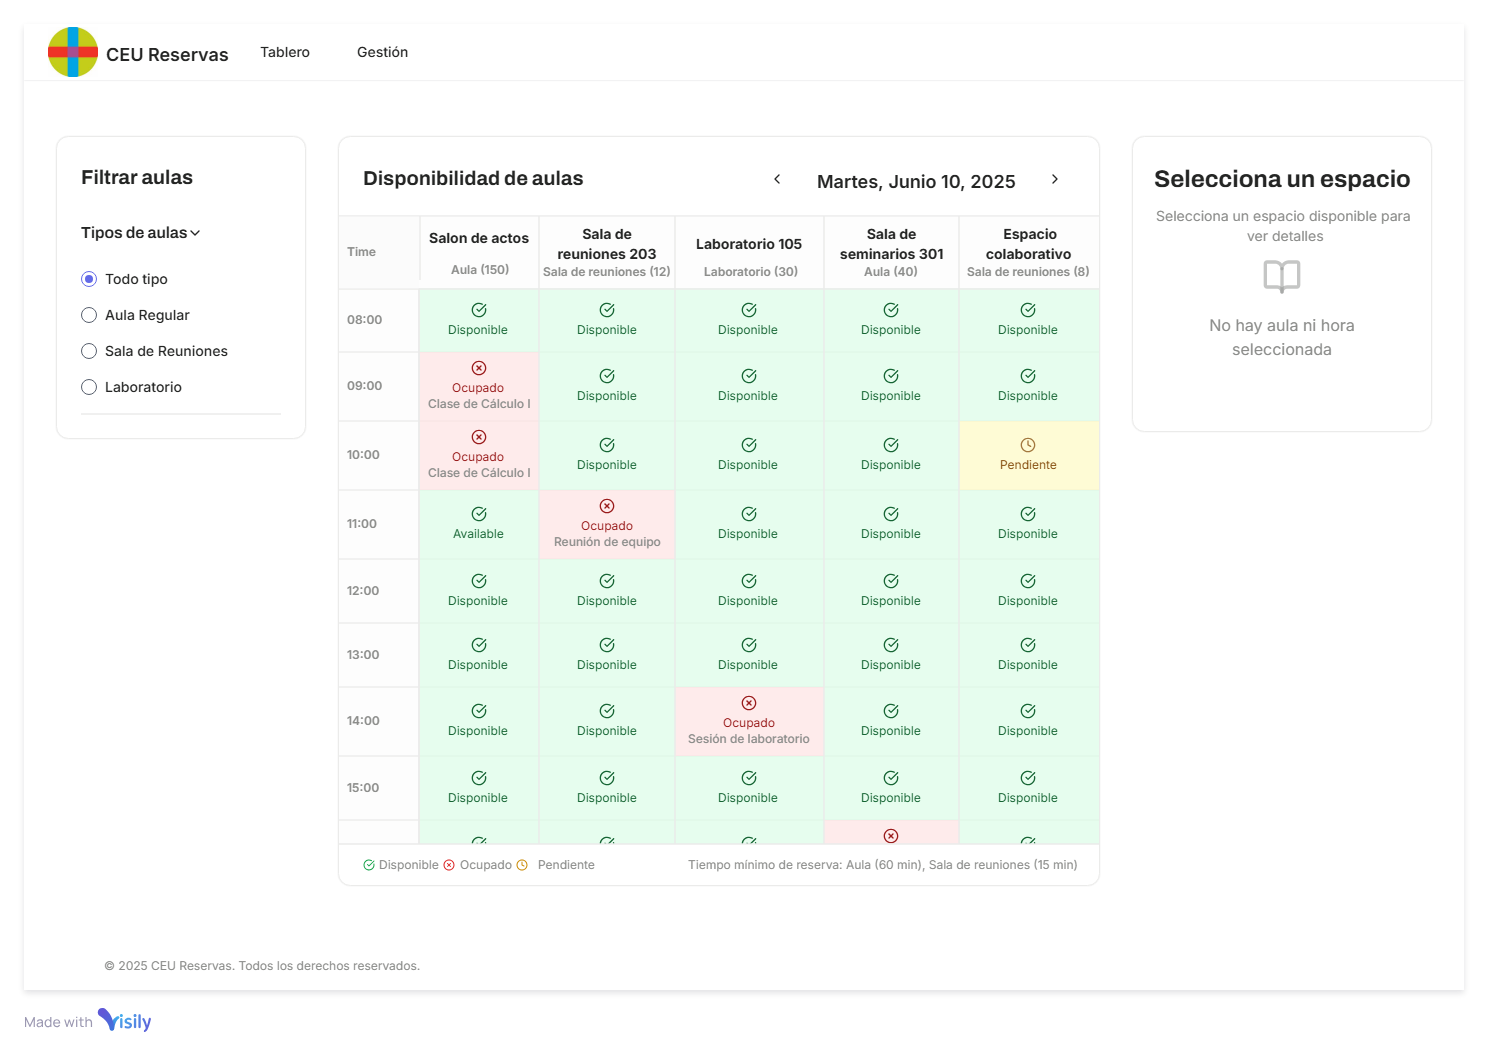 CEU Reservas
Tablero
Gestión
Filtrar aulas
Tipos de aulas
Todo tipo
Aula Regular
Sala de Reuniones
Laboratorio
Disponibilidad de aulas
Martes, Junio 10, 2025
Time
Salon de actos
Aula (150)
Sala de
reuniones 203
Sala de reuniones (12)
Laboratorio 105
Laboratorio (30)
Sala de
seminarios 301
Aula (40)
Espacio
colaborativo
Sala de reuniones (8)
08:00
Disponible
Disponible
Disponible
Disponible
Disponible
09:00
Ocupado
Clase de Cálculo I
Disponible
Disponible
Disponible
Disponible
10:00
Ocupado
Clase de Cálculo I
Disponible
Disponible
Disponible
Pendiente
11:00
Available
Ocupado
Reunión de equipo
Disponible
Disponible
Disponible
12:00
Disponible
Disponible
Disponible
Disponible
Disponible
13:00
Disponible
Disponible
Disponible
Disponible
Disponible
14:00
Disponible
Disponible
Ocupado
Sesión de laboratorio
Disponible
Disponible
15:00
Disponible
Disponible
Disponible
Disponible
Disponible
Disponible Ocupado Pendiente
Tiempo mínimo de reserva: Aula (60 min), Sala de reuniones (15 min)
Selecciona un espacio
Selecciona un espacio disponible para
ver detalles
No hay aula ni hora
seleccionada
© 2025 CEU Reservas. Todos los derechos reservados.
Made with Visily